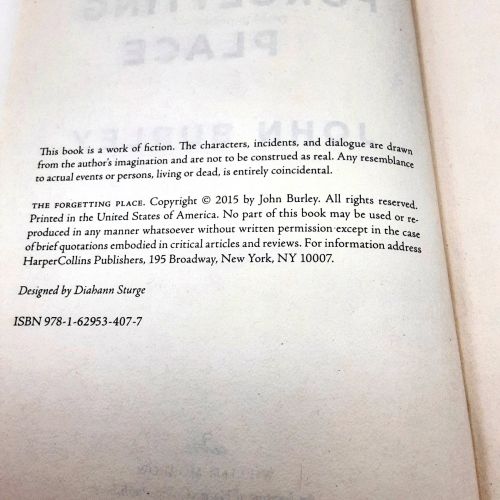 This book is a work of fiction. The characters, incidents, and dialogue are drawn
from the author's imagination and are not to be construed as real. Any resemblance
to actual events or persons, living or dead, is entirely coincidental.
THE FORGETTING PLACE. Copyright © 2015 by John Burley. All rights reserved.
Printed in the United States of America. No part of this book may be used or re-
produced in any manner whatsoever without written permission except in the case
of brief quotations embodied in critical articles and reviews. For information address
HarperCollins Publishers, 195 Broadway, New York, NY 10007.
Designed by Diahann Sturge
ISBN 978-1-62953-407-7